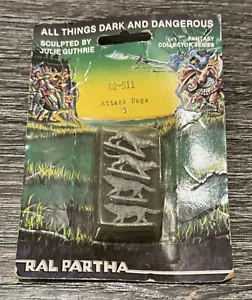 ALL THINGS DARK AND DANGEROUS
SCULPTED BY
JULIE GUTHRIE
FANTASY
COLLECTOR SERIES
02-911
Attack Dogs
3
RAL PARTHA